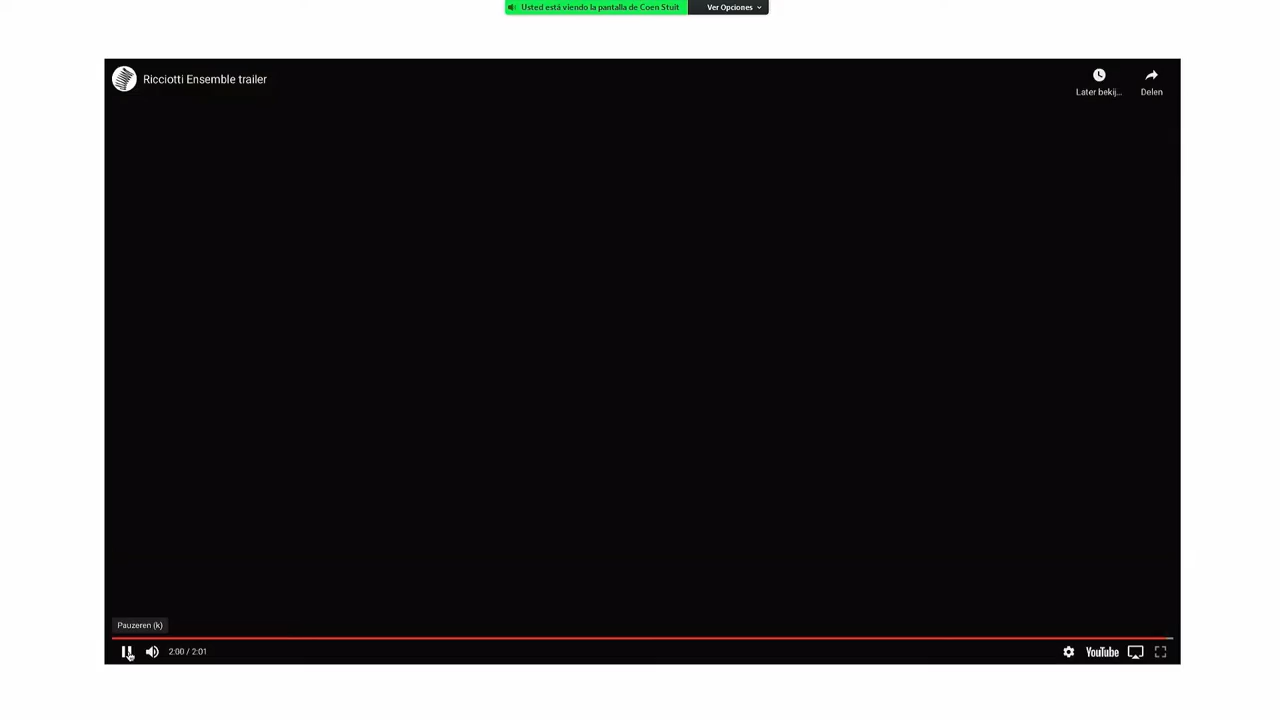 Usted está viendo la pantalla de Coen Stuit
Ver Opciones
Ricciotti Ensemble trailer
Later bekij...
Delen
Pauzeren (k)
2:00 / 2:01
YouTube